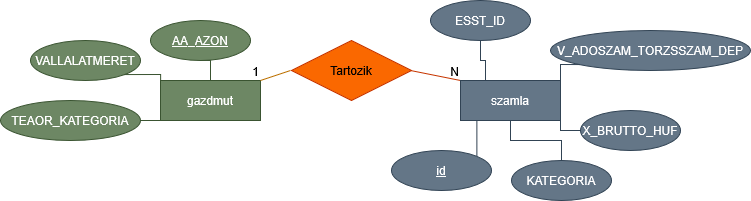 ESST_ID
AA_AZON
V_ADOSZAM_TORZSSZAM_DEP
VALLALATMERET
1
Tartozik
N
gazdmut
szamla
TEAOR_KATEGORIA
X_BRUTTO_HUF
id
KATEGORIA